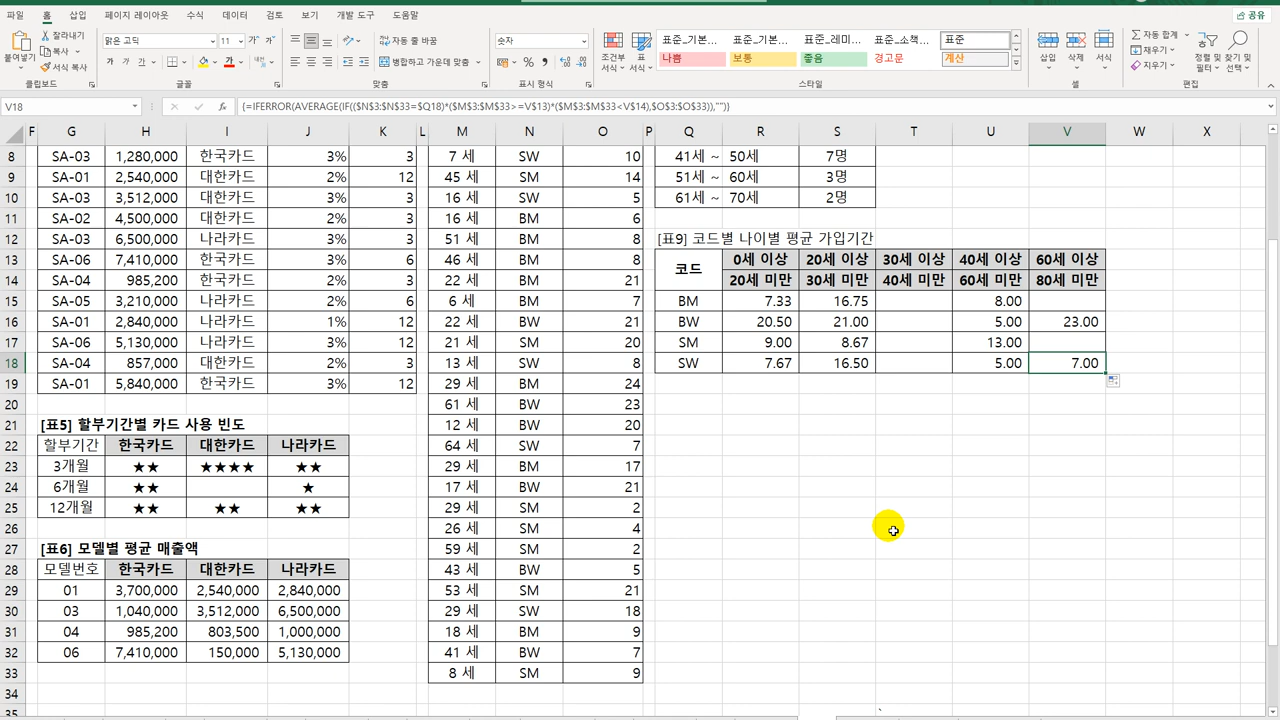 파일 홈 삽입 페이지 레이아웃 수식 데이터 검토 보기 개발 도구 도움말 공유
붙여넣기 잘라내기 복사 서식 복사 클립보드
맑은 고딕 11 가 가 가 글꼴
자동 줄 바꿈 병합하고 가운데 맞춤 맞춤
숫자 % 표시 형식
조건부 서식 표 서식
표준_기본... 표준_기본... 표준_레미... 표준_소책... 표준
나쁨 보통 좋음 경고문 계산
스타일
삽입 삭제 서식 셀
자동 합계 채우기 지우기 정렬 및 필터 찾기 및 선택 편집
V18 fx {=IFERROR(AVERAGE(IF(($N$3:$N$33=$Q18)*($M$3:$M$33>=V$13)*($M$3:$M$33<V$14),$O$3:$O$33)),"")}
F G H I J K L M N O P Q R S T U V W X
8 SA-03 1,280,000 한국카드 3% 3 7 세 SW 10 41세 ~ 50세 7명
9 SA-01 2,540,000 대한카드 2% 12 45 세 SM 14 51세 ~ 60세 3명
10 SA-03 3,512,000 대한카드 3% 3 16 세 SW 5 61세 ~ 70세 2명
11 SA-02 4,500,000 대한카드 2% 3 16 세 BM 6
12 SA-03 6,500,000 나라카드 3% 3 51 세 BM 8 [표9] 코드별 나이별 평균 가입기간
13 SA-06 7,410,000 한국카드 3% 6 46 세 BM 8 코드 0세 이상 20세 이상 30세 이상 40세 이상 60세 이상
14 SA-04 985,200 한국카드 2% 3 22 세 BM 21 20세 미만 30세 미만 40세 미만 60세 미만 80세 미만
15 SA-05 3,210,000 나라카드 2% 6 6 세 BM 7 BM 7.33 16.75 8.00
16 SA-01 2,840,000 나라카드 1% 12 22 세 BW 21 BW 20.50 21.00 5.00 23.00
17 SA-06 5,130,000 나라카드 3% 12 21 세 SM 20 SM 9.00 8.67 13.00
18 SA-04 857,000 대한카드 2% 3 13 세 SW 8 SW 7.67 16.50 5.00 7.00
19 SA-01 5,840,000 한국카드 3% 12 29 세 BM 24
20 61 세 BW 23
21 [표5] 할부기간별 카드 사용 빈도 12 세 BW 20
22 할부기간 한국카드 대한카드 나라카드 64 세 SW 7
23 3개월 ★★ ★★★★ ★★ 29 세 BM 17
24 6개월 ★★ ★ 17 세 BW 21
25 12개월 ★★ ★★ ★★ 29 세 SM 2
26 26 세 SM 4
27 [표6] 모델별 평균 매출액 59 세 SM 2
28 모델번호 한국카드 대한카드 나라카드 43 세 BW 5
29 01 3,700,000 2,540,000 2,840,000 53 세 SM 21
30 03 1,040,000 3,512,000 6,500,000 29 세 SW 18
31 04 985,200 803,500 1,000,000 18 세 BM 9
32 06 7,410,000 150,000 5,130,000 41 세 BW 7
33 8 세 SM 9
34
35